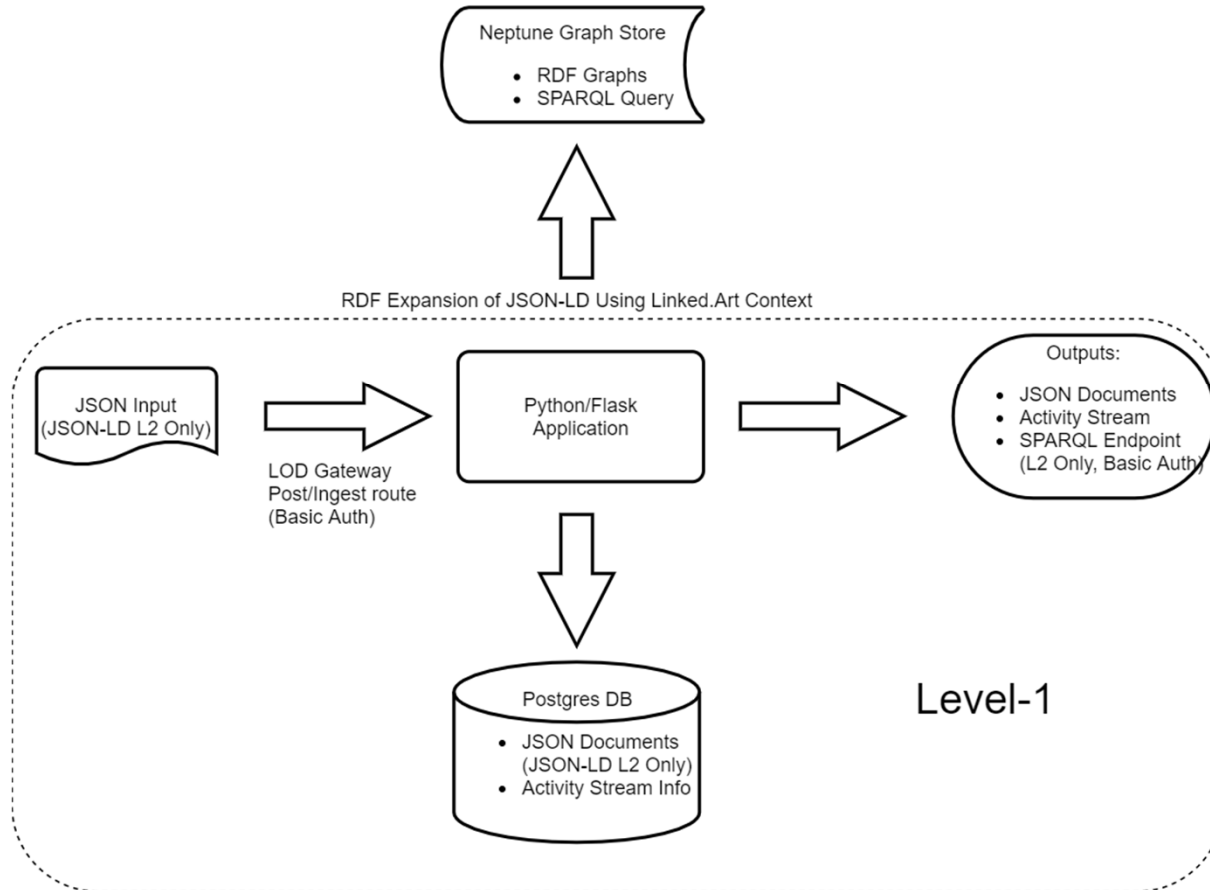 Neptune Graph Store
• RDF Graphs
• SPARQL Query
RDF Expansion of JSON-LD Using Linked.Art Context
JSON Input
(JSON-LD L2 Only)
LOD Gateway
Post/Ingest route
(Basic Auth)
Python/Flask
Application
Outputs:
• JSON Documents
• Activity Stream
• SPARQL Endpoint
(L2 Only, Basic Auth)
Postgres DB
• JSON Documents
(JSON-LD L2 Only)
• Activity Stream Info
Level-1